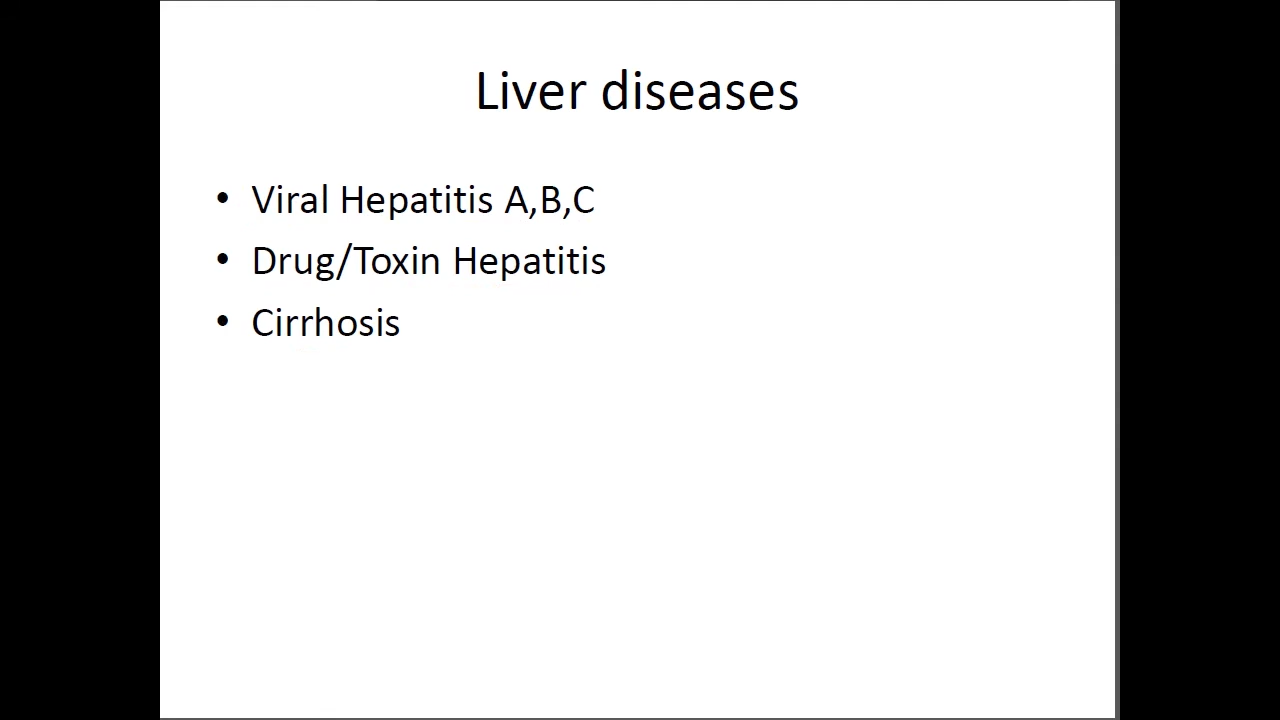 Liver diseases
• Viral Hepatitis A,B,C
• Drug/Toxin Hepatitis
• Cirrhosis